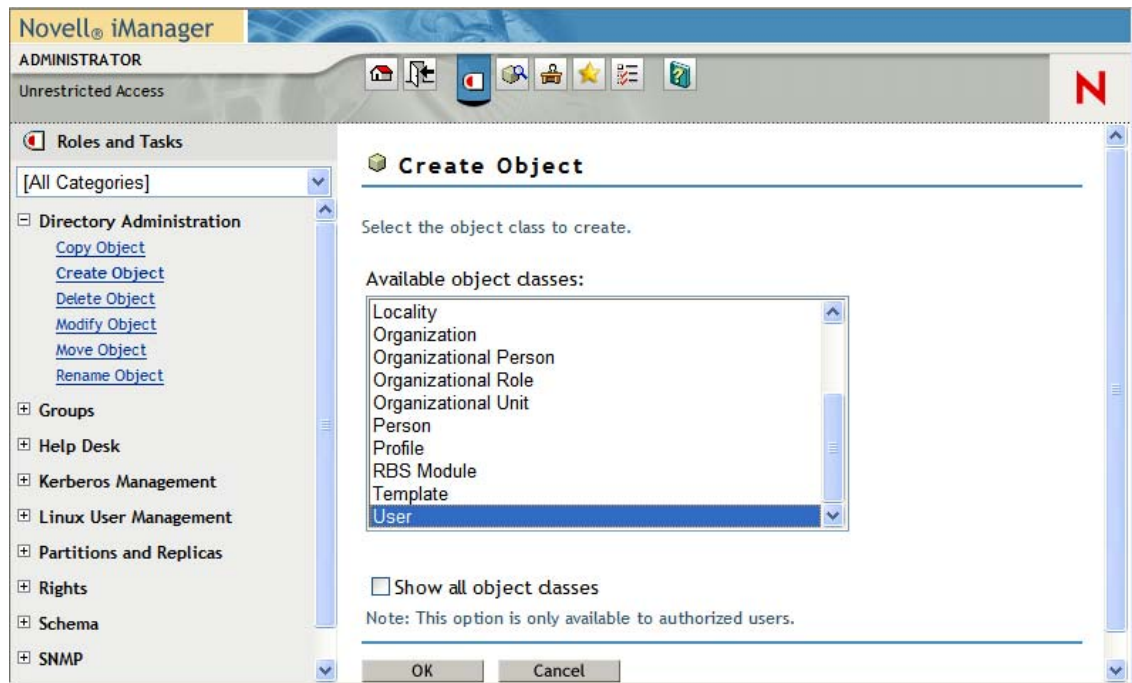 Novell® iManager
ADMINISTRATOR
Unrestricted Access
N
Roles and Tasks
[All Categories]
Directory Administration
Copy Object
Create Object
Delete Object
Modify Object
Move Object
Rename Object
Groups
Help Desk
Kerberos Management
Linux User Management
Partitions and Replicas
Rights
Schema
SNMP
Create Object
Select the object class to create.
Available object classes:
Locality
Organization
Organizational Person
Organizational Role
Organizational Unit
Person
Profile
RBS Module
Template
User
Show all object classes
Note: This option is only available to authorized users.
OK
Cancel